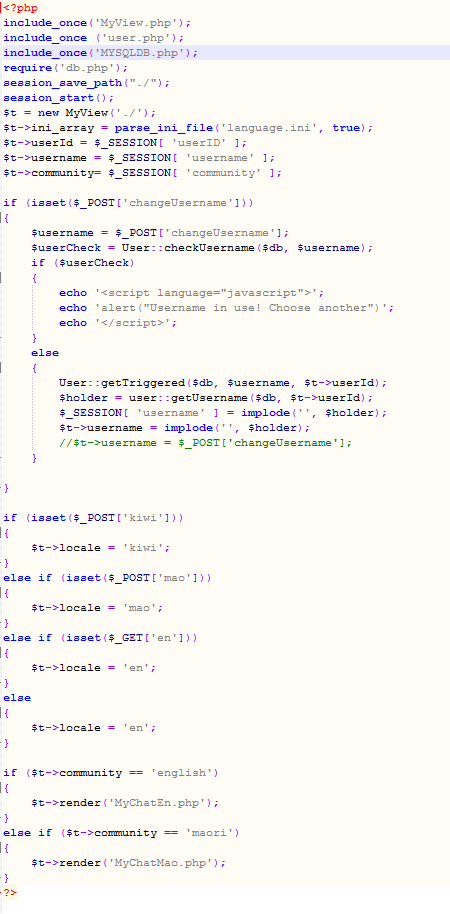 <?php
include_once('MyView.php');
include_once ('user.php');
include_once('MYSQLDB.php');
require('db.php');
session_save_path("./");
session_start();
$t = new MyView('./');
$t->ini_array = parse_ini_file('language.ini', true);
$t->userId = $_SESSION[ 'userID' ];
$t->username = $_SESSION[ 'username' ];
$t->community= $_SESSION[ 'community' ];
if (isset($_POST['changeUsername']))
{
$username = $_POST['changeUsername'];
$userCheck = User::checkUsername($db, $username);
if ($userCheck)
{
echo '<script language="javascript">';
echo 'alert("Username in use! Choose another")';
echo '</script>';
}
else
{
User::getTriggered($db, $username, $t->userId);
$holder = user::getUsername($db, $t->userId);
$_SESSION[ 'username' ] = implode('', $holder);
$t->username = implode('', $holder);
//$t->username = $_POST['changeUsername'];
}
}
if (isset($_POST['kiwi']))
{
$t->locale = 'kiwi';
}
else if (isset($_POST['mao']))
{
$t->locale = 'mao';
}
else if (isset($_GET['en']))
{
$t->locale = 'en';
}
else
{
$t->locale = 'en';
}
if ($t->community == 'english')
{
$t->render('MyChatEn.php');
}
else if ($t->community == 'maori')
{
$t->render('MyChatMao.php');
}
?>